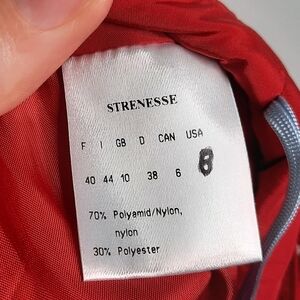 STRENESSE
F I GB D CAN USA
40 44 10 38 6 8
70% Polyamid/Nylon,
nylon
30% Polyester